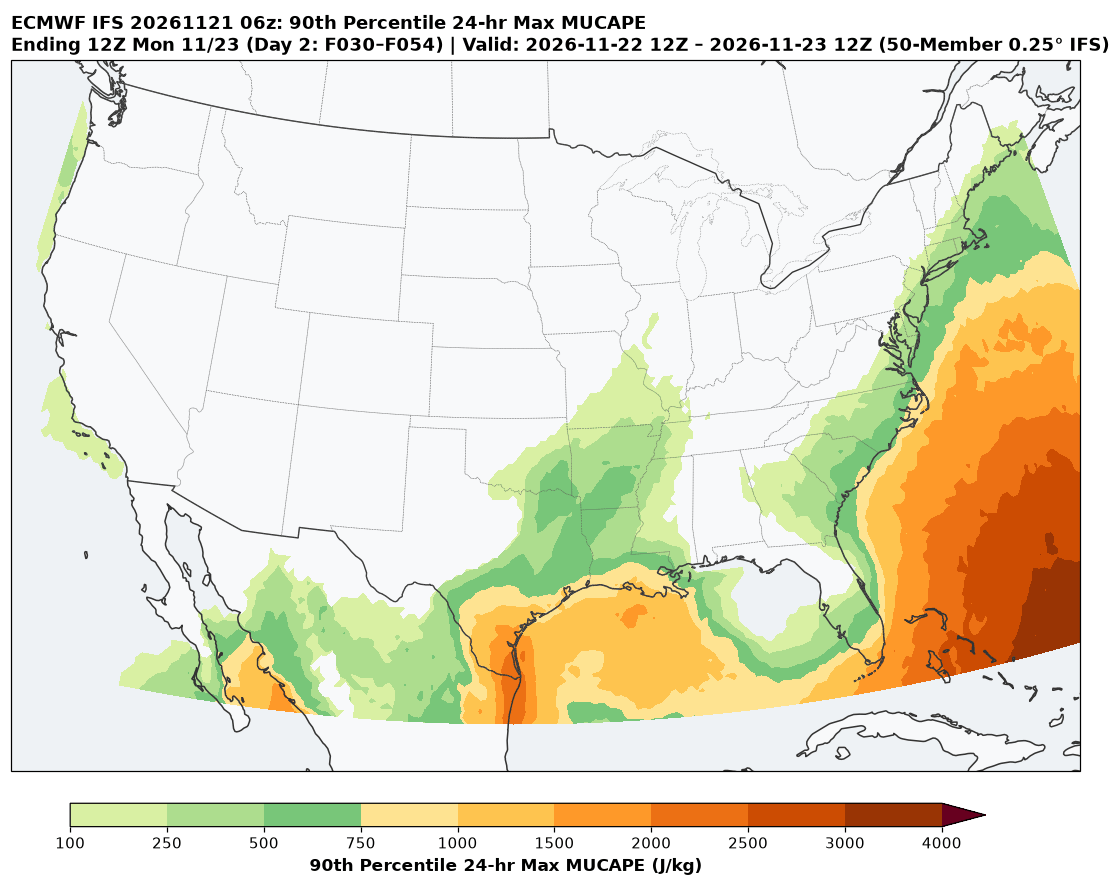 ECMWF IFS 20261121 06z: 90th Percentile 24-hr Max MUCAPE
Ending 12Z Mon 11/23 (Day 2: F030–F054) | Valid: 2026-11-22 12Z – 2026-11-23 12Z (50-Member 0.25° IFS)
100 250 500 750 1000 1500 2000 2500 3000 4000
90th Percentile 24-hr Max MUCAPE (J/kg)